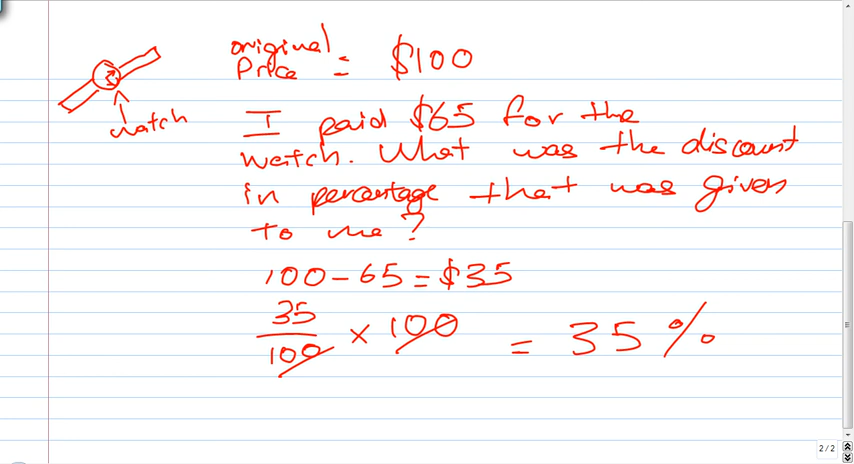 original
Price = $100
watch
I paid $65 for the
watch. What was the discount
in percentage that was given
to me?
100 - 65 = $35
35
100 × 100 = 35 %
2/2